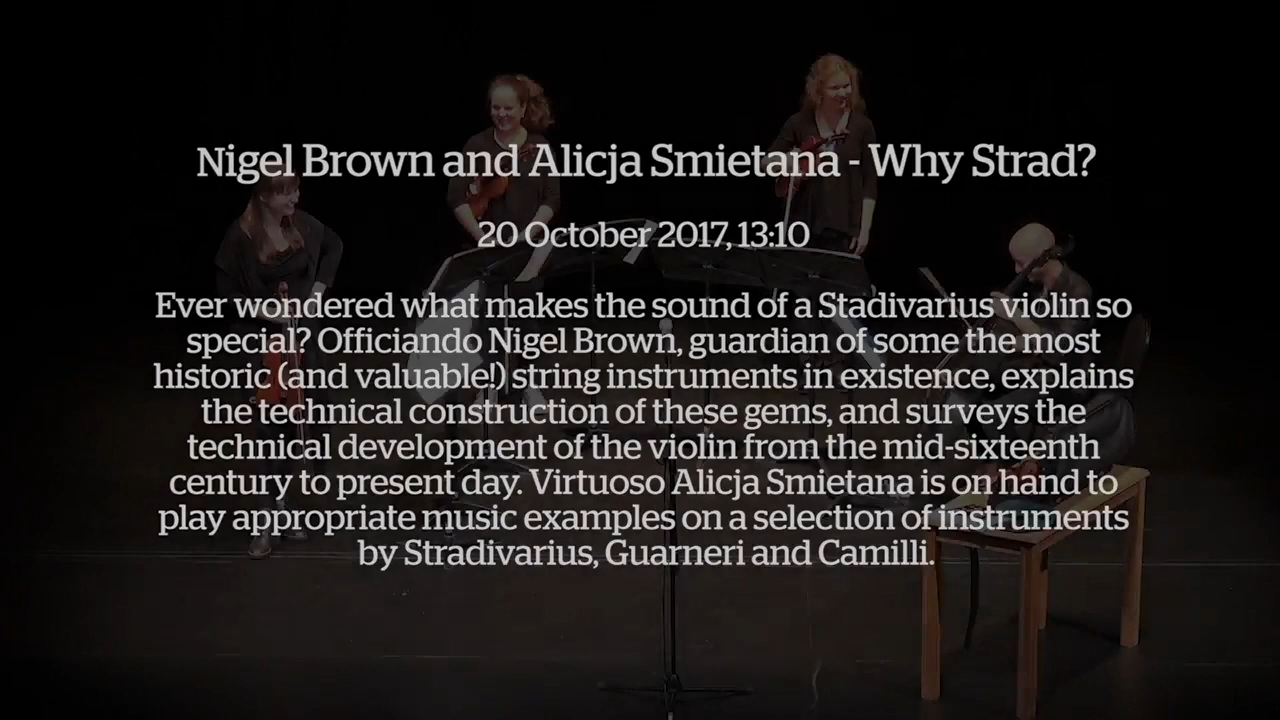 Nigel Brown and Alicja Smietana - Why Strad?
20 October 2017, 13:10
Ever wondered what makes the sound of a Stadivarius violin so
special? Officiando Nigel Brown, guardian of some the most
historic (and valuable!) string instruments in existence, explains
the technical construction of these gems, and surveys the
technical development of the violin from the mid-sixteenth
century to present day. Virtuoso Alicja Smietana is on hand to
play appropriate music examples on a selection of instruments
by Stradivarius, Guarneri and Camilli.